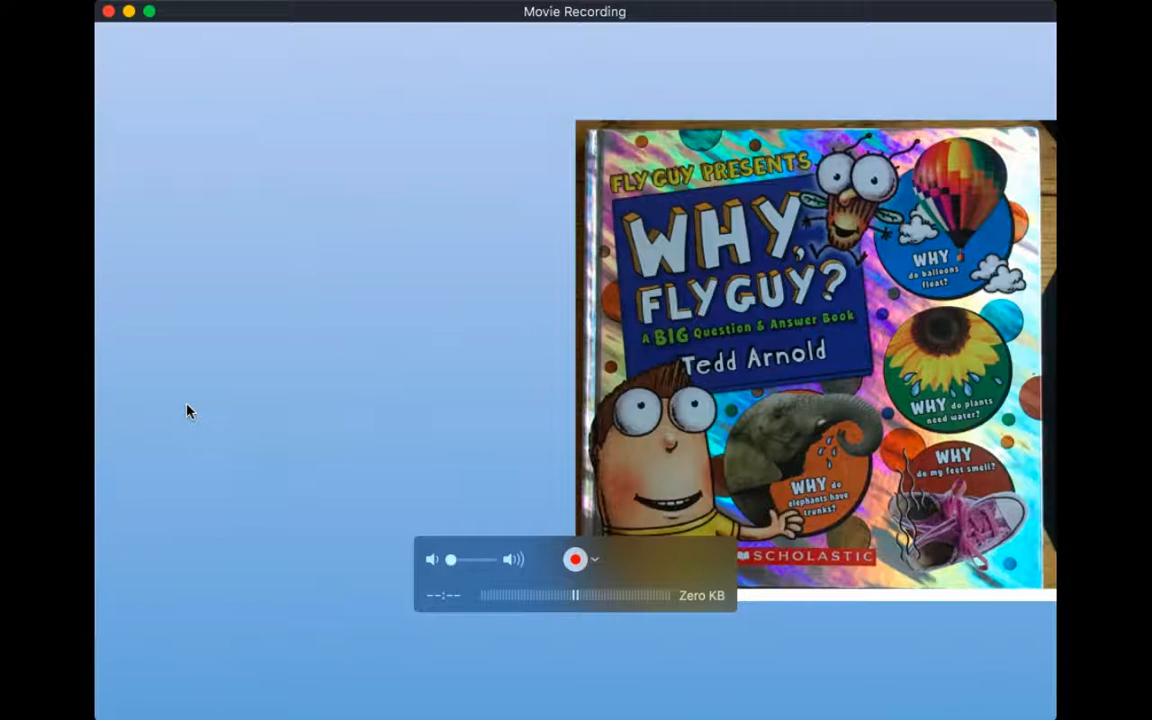 Movie Recording
FLY GUY PRESENTS
WHY,
FLY GUY?
A BIG Question & Answer Book
Tedd Arnold
WHY
do balloons
float?
WHY do plants
need water?
WHY
do my feet smell?
WHY do
elephants have
trunks?
SCHOLASTIC
--:--
Zero KB